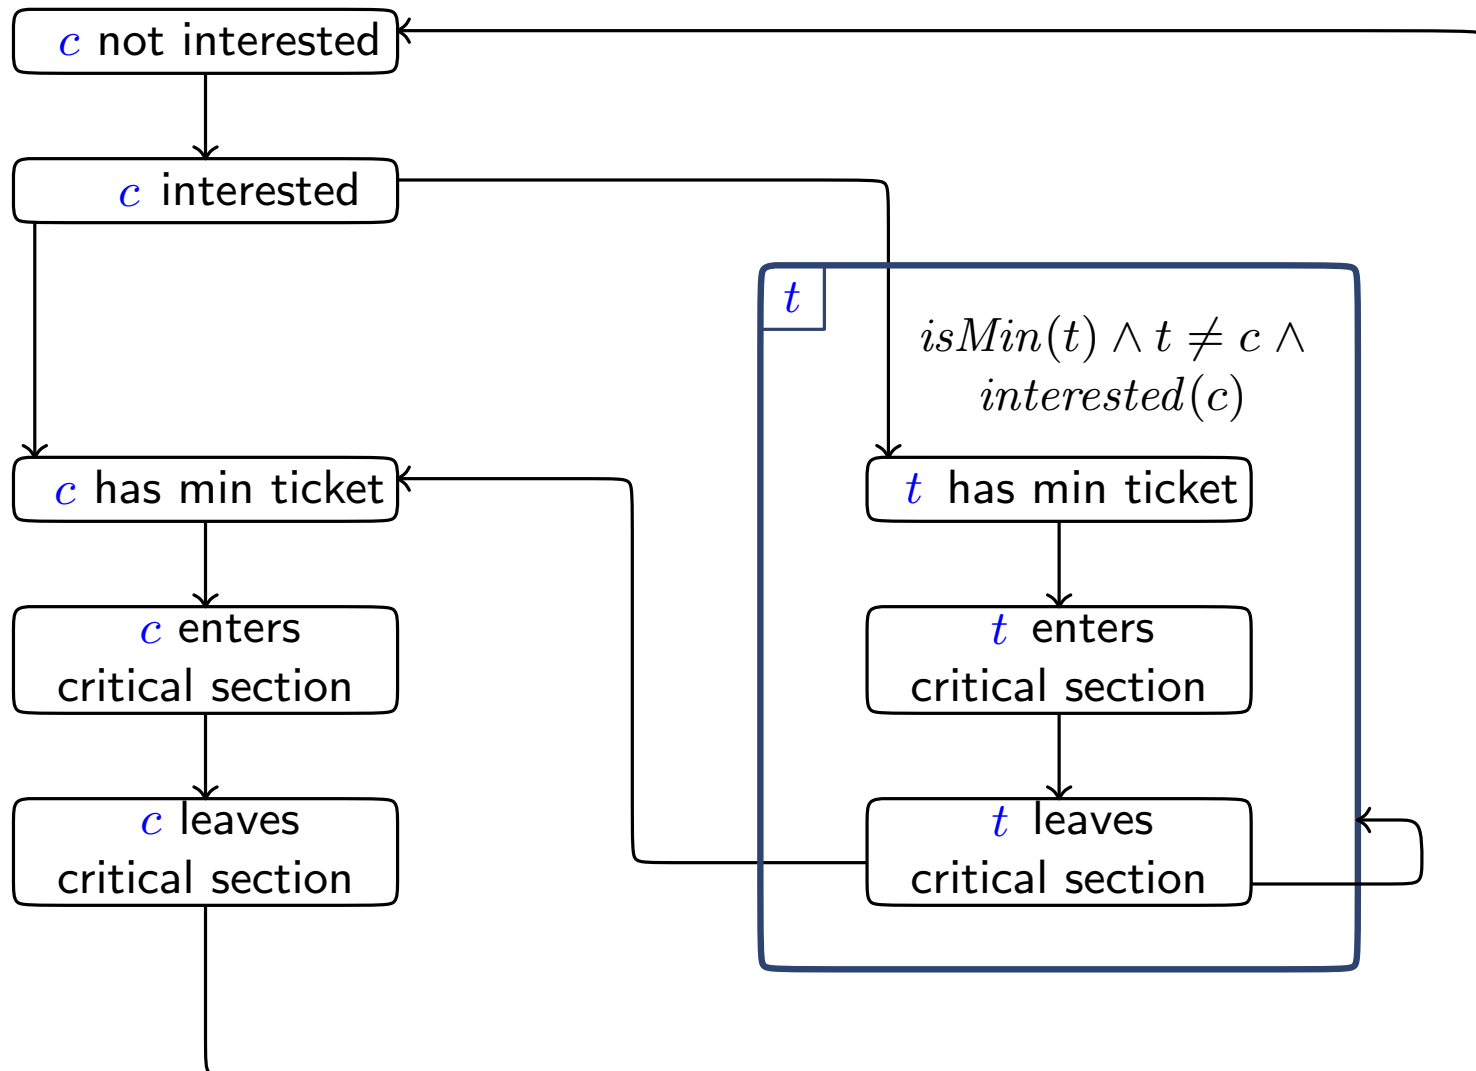 c not interested
c interested
t
isMin(t) ∧ t ≠ c ∧
interested(c)
c has min ticket
t has min ticket
c enters
critical section
t enters
critical section
c leaves
critical section
t leaves
critical section